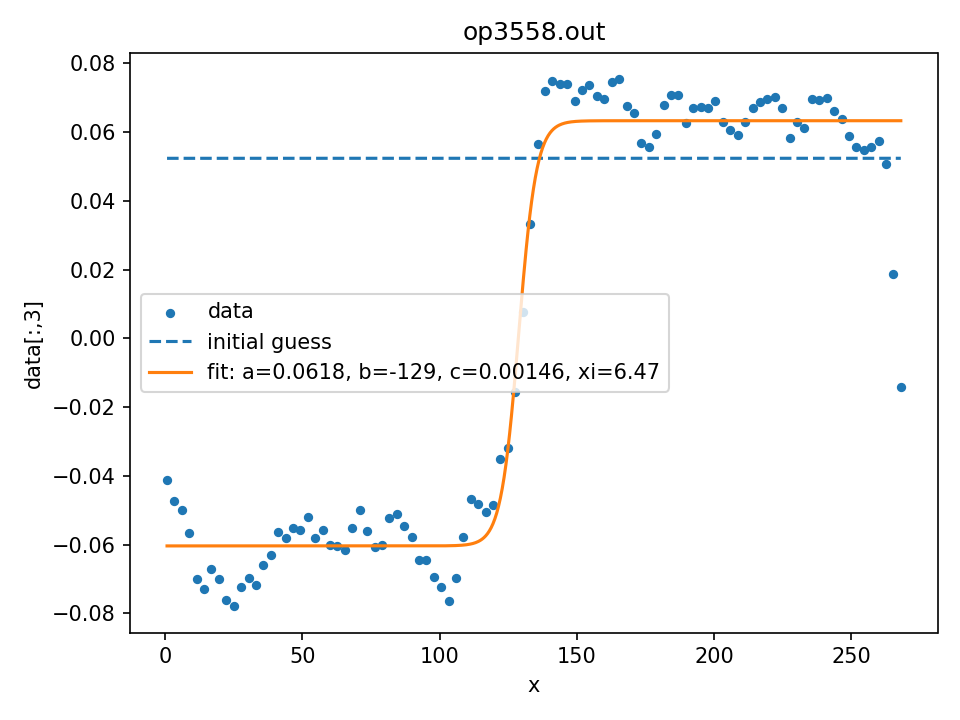 op3558.out
0.08
0.06
0.04
0.02
0.00
−0.02
−0.04
−0.06
−0.08
data[:,3]
data
initial guess
fit: a=0.0618, b=-129, c=0.00146, xi=6.47
0 50 100 150 200 250
x